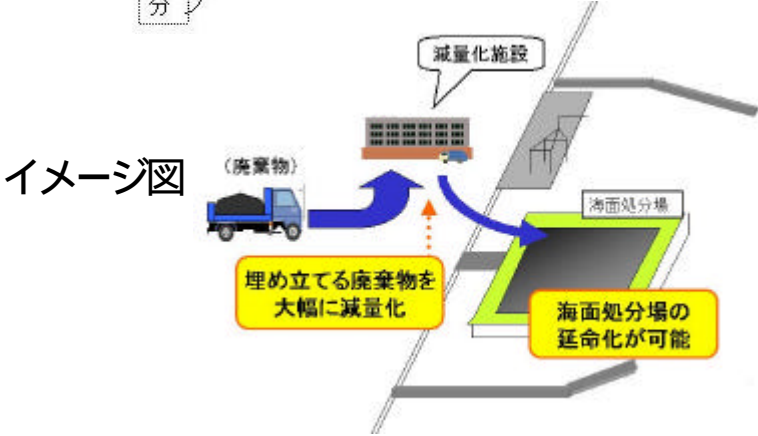 分
減量化施設
イメージ図
(廃棄物)
海面処分場
埋め立てる廃棄物を
大幅に減量化
海面処分場の
延命化が可能